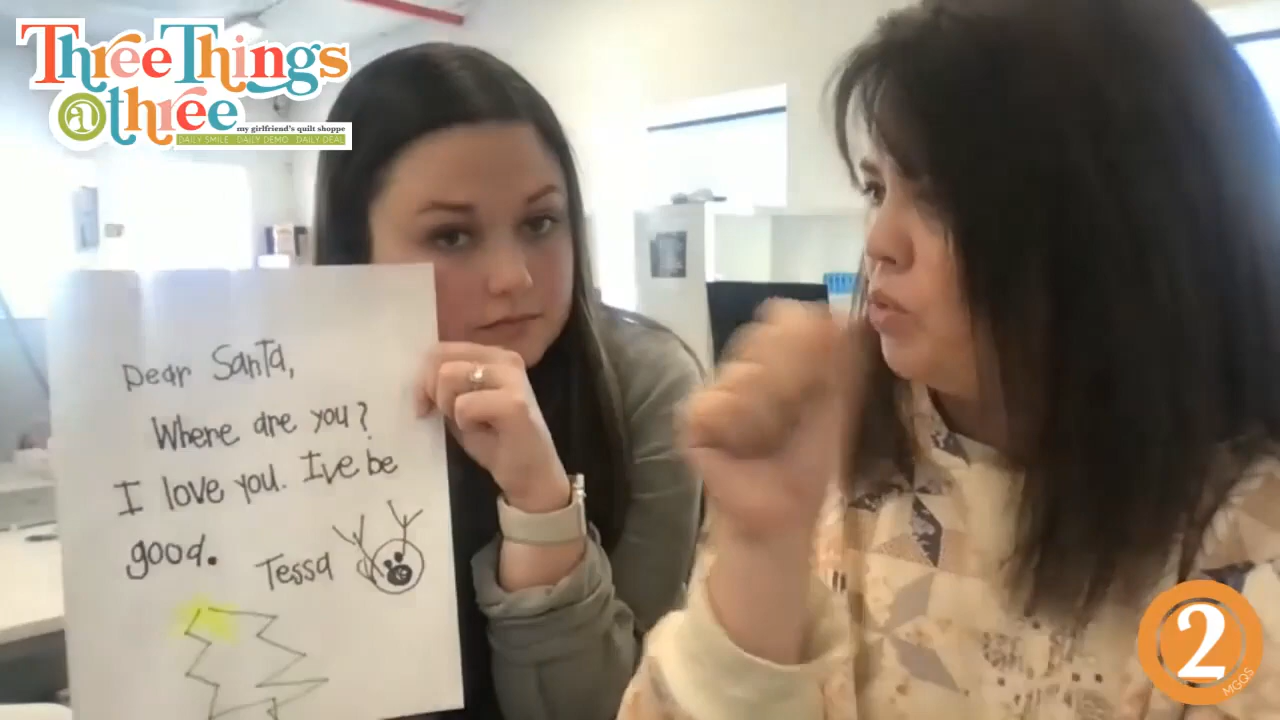 Three Things
@three
my girlfriend's quilt shoppe
DAILY SMILE DAILY DEMO DAILY DEAL
Dear Santa,
Where are you?
I love you. Ive be
good.
Tessa
2
MGQS